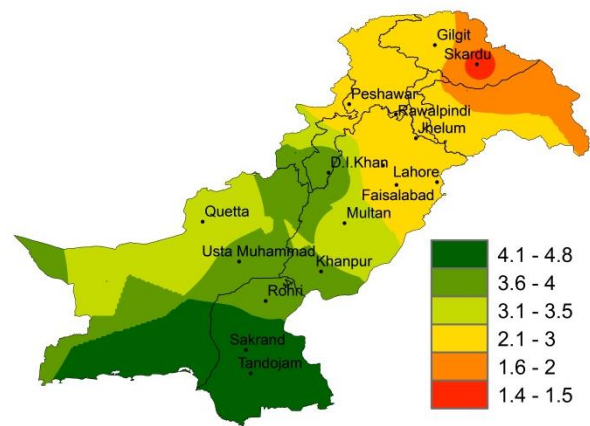 Gilgit
Skardu
Peshawar
Rawalpindi
Jhelum
D.I.Khan
Lahore
Faisalabad
Quetta
Multan
Usta Muhammad
Khanpur
Rohri
Sakrand
Tandojam
4.1 - 4.8
3.6 - 4
3.1 - 3.5
2.1 - 3
1.6 - 2
1.4 - 1.5